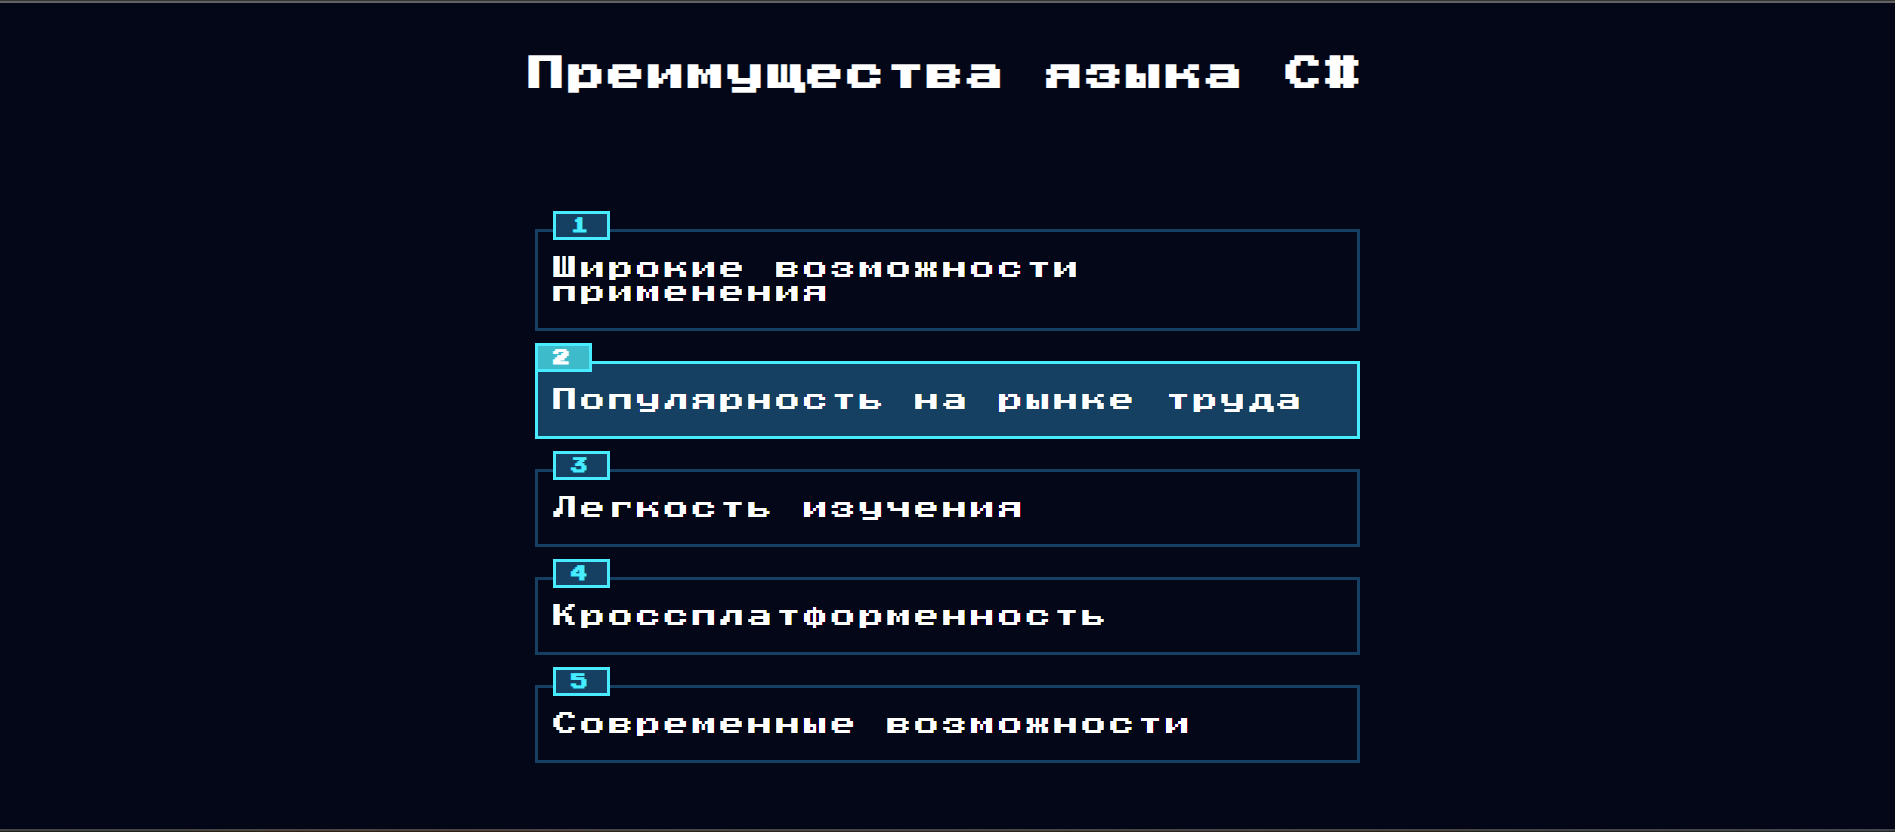 Преимущества языка C#
1
Широкие возможности
применения
2
Популярность на рынке труда
3
Легкость изучения
4
Кроссплатформенность
5
Современные возможности